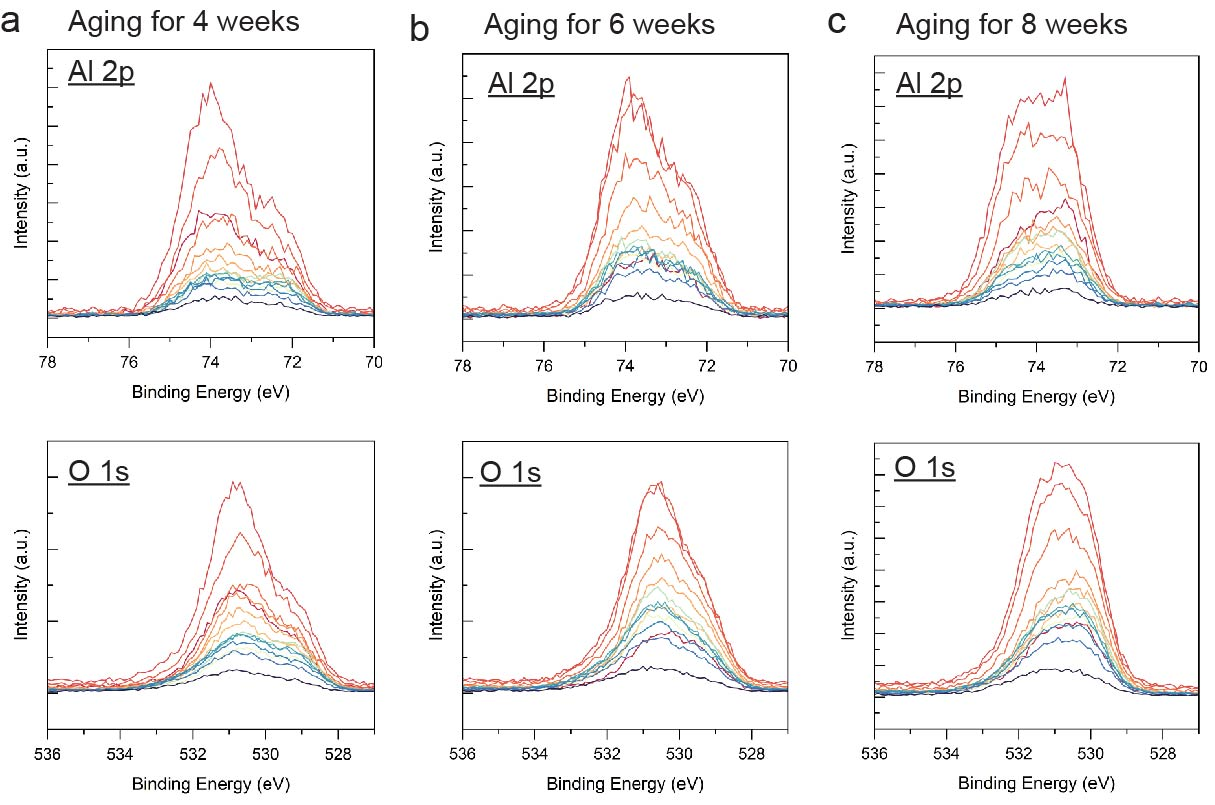 a Aging for 4 weeks
b Aging for 6 weeks
c Aging for 8 weeks
Al 2p
Al 2p
Al 2p
Intensity (a.u.)
Intensity (a.u.)
Intensity (a.u.)
78 76 74 72 70
78 76 74 72 70
78 76 74 72 70
Binding Energy (eV)
Binding Energy (eV)
Binding Energy (eV)
O 1s
O 1s
O 1s
Intensity (a.u.)
Intensity (a.u.)
Intensity (a.u.)
536 534 532 530 528
536 534 532 530 528
536 534 532 530 528
Binding Energy (eV)
Binding Energy (eV)
Binding Energy (eV)